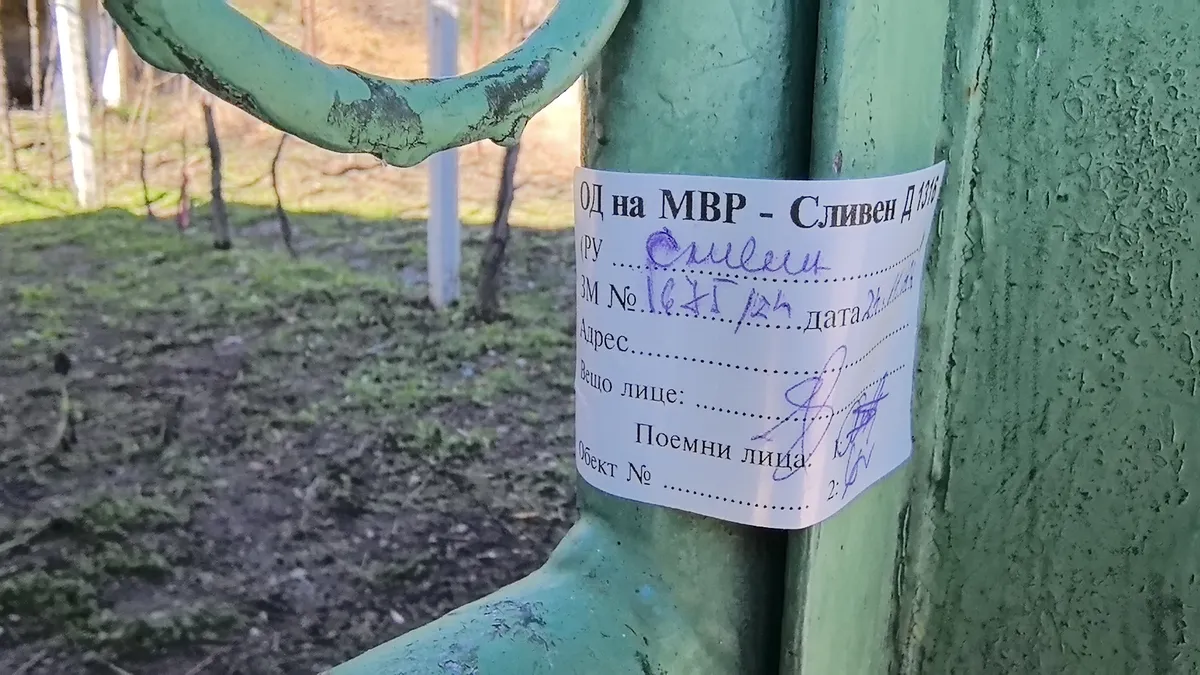 ОД на МВР - Сливен Д 1316
(РУ Сливен
ЗМ № 1675/24 дата
Адрес
Вещо лице:
Поемни лица: 1:
2:
Обект №